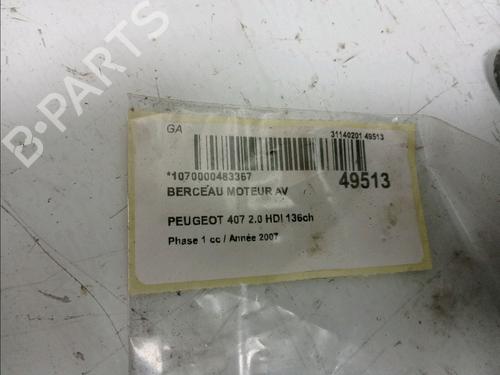 B-PARTS
GA
31140201 49513
*1070000483367
49513
BERCEAU MOTEUR AV
PEUGEOT 407 2.0 HDI 136ch
Phase 1 cc / Année 2007